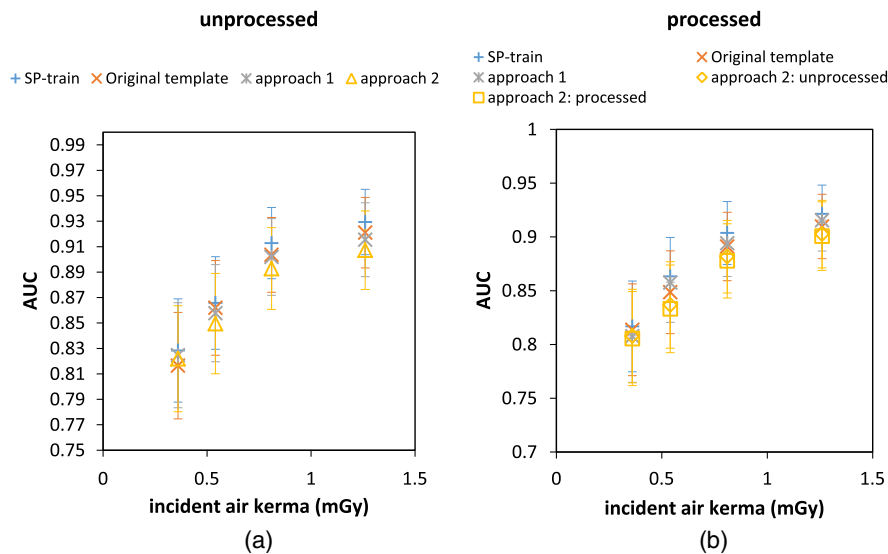 unprocessed
SP-train Original template approach 1 approach 2
0.99
0.97
0.95
0.93
0.91
0.89
0.87
0.85
0.83
0.81
0.79
0.77
0.75
AUC
0 0.5 1 1.5
incident air kerma (mGy)
(a)
processed
SP-train Original template
approach 1 approach 2: unprocessed
approach 2: processed
1
0.95
0.9
0.85
0.8
0.75
0.7
AUC
0 0.5 1 1.5
incident air kerma (mGy)
(b)